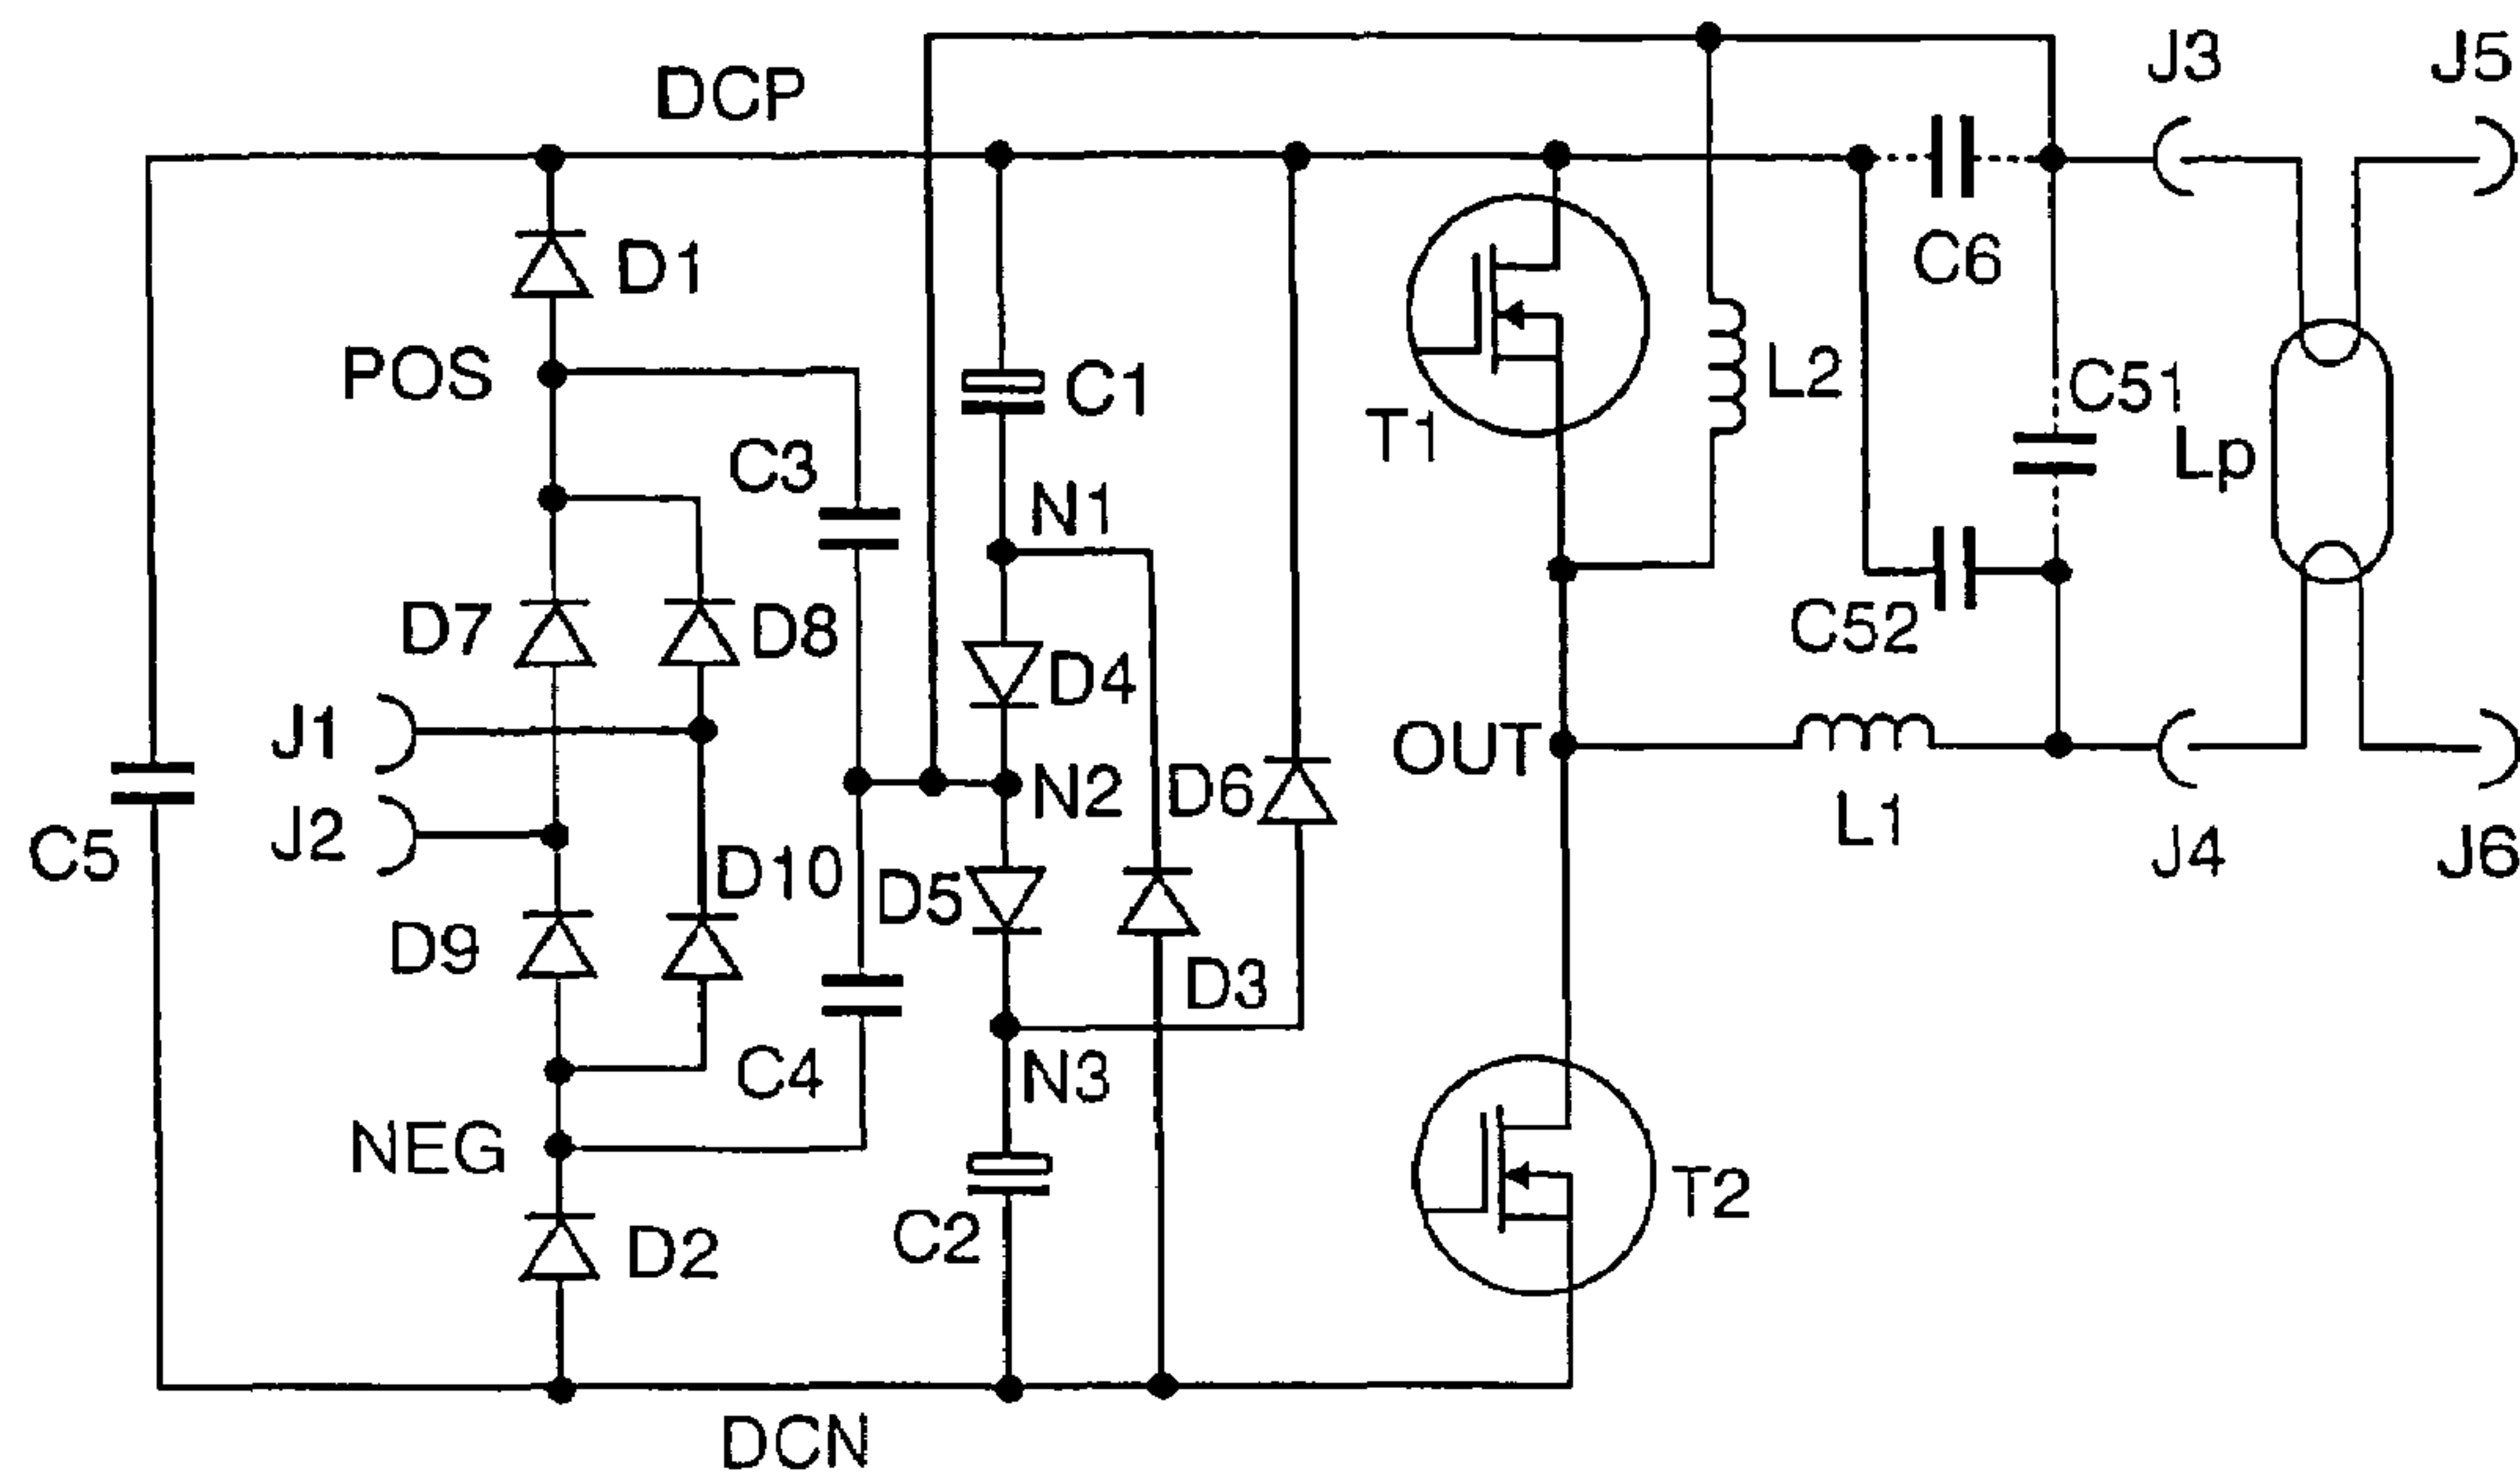 J3
J5
DCP
D1
C6
POS
C1
L2
C51
T1
C3
Lp
N1
D7
D8
D4
C52
J1
OUT
N2
D6
J2
C5
L1
J4
J6
D10
D5
D9
D3
C4
N3
NEG
T2
C2
D2
DCN